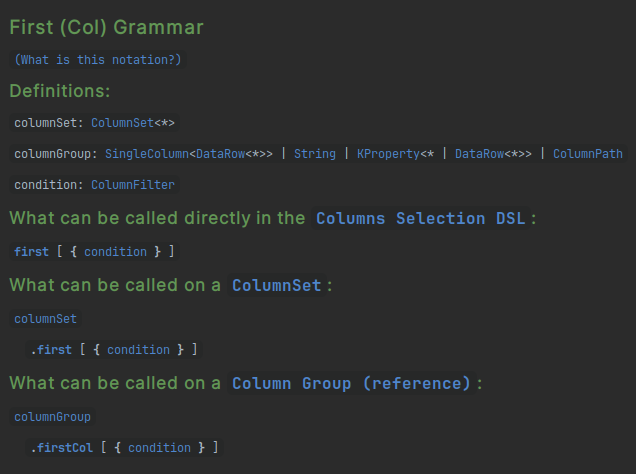 First (Col) Grammar
(What is this notation?)
Definitions:
columnSet: ColumnSet<*>
columnGroup: SingleColumn<DataRow<*>> | String | KProperty<* | DataRow<*>> | ColumnPath
condition: ColumnFilter
What can be called directly in the Columns Selection DSL:
first [ { condition } ]
What can be called on a ColumnSet:
columnSet
.first [ { condition } ]
What can be called on a Column Group (reference):
columnGroup
.firstCol [ { condition } ]